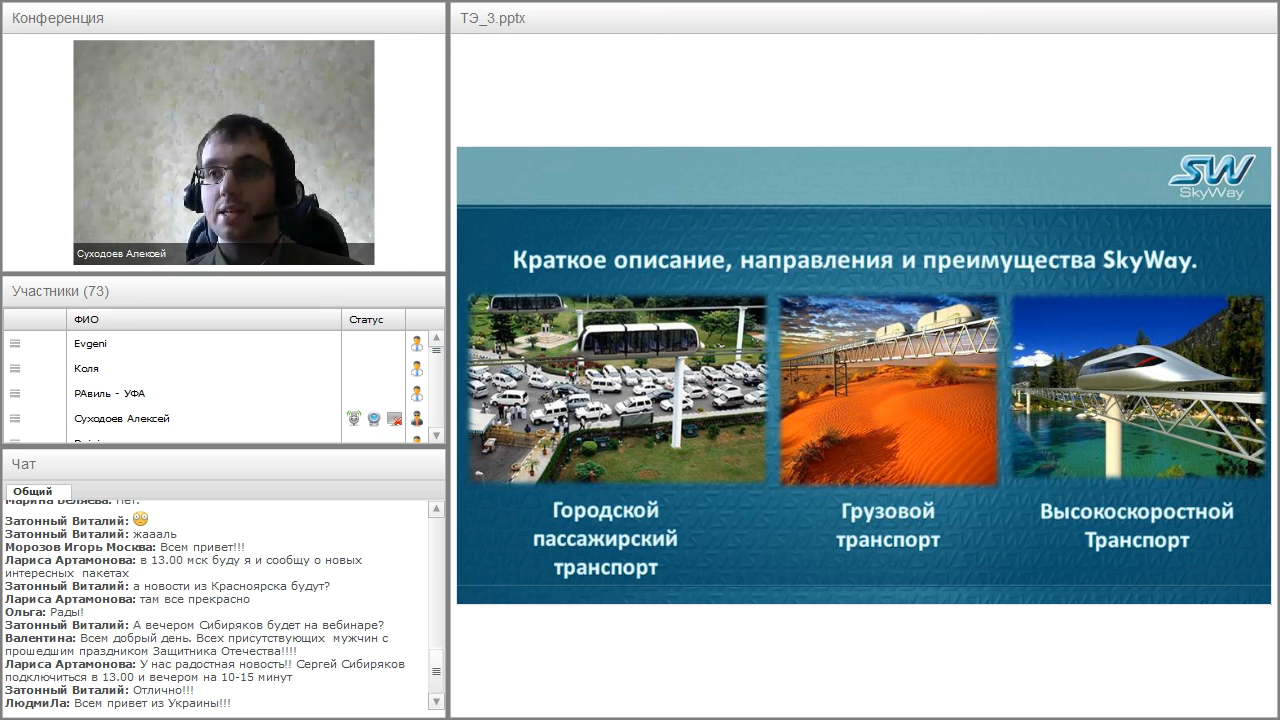 Конференция
Суходоев Алексей
Участники (73)
ФИО
Статус
Evgeni
Коля
РАвиль - УФА
Суходоев Алексей
Чат
Общий
Марина Беляева: Нет.
Затонный Виталий:
Затонный Виталий: жаааль
Морозов Игорь Москва: Всем привет!!!
Лариса Артамонова: в 13.00 мск буду я и сообщу о новых
интересных пакетах
Затонный Виталий: а новости из Красноярска будут?
Лариса Артамонова: там все прекрасно
Ольга: Рады!
Затонный Виталий: А вечером Сибиряков будет на вебинаре?
Валентина: Всем добрый день. Всех присутствующих мужчин с
прошедшим праздником Защитника Отечества!!!!
Лариса Артамонова: У нас радостная новость!! Сергей Сибиряков
подключиться в 13.00 и вечером на 10-15 минут
Затонный Виталий: Отлично!!!
ЛюдмиЛа: Всем привет из Украины!!!
ТЭ_3.pptx
SW
SkyWay
Краткое описание, направления и преимущества SkyWay.
Городской
пассажирский
транспорт
Грузовой
транспорт
Высокоскоростной
Транспорт